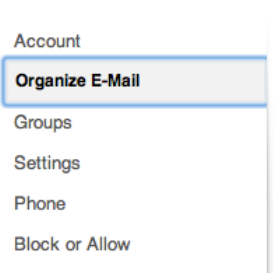 Account
Organize E-Mail
Groups
Settings
Phone
Block or Allow